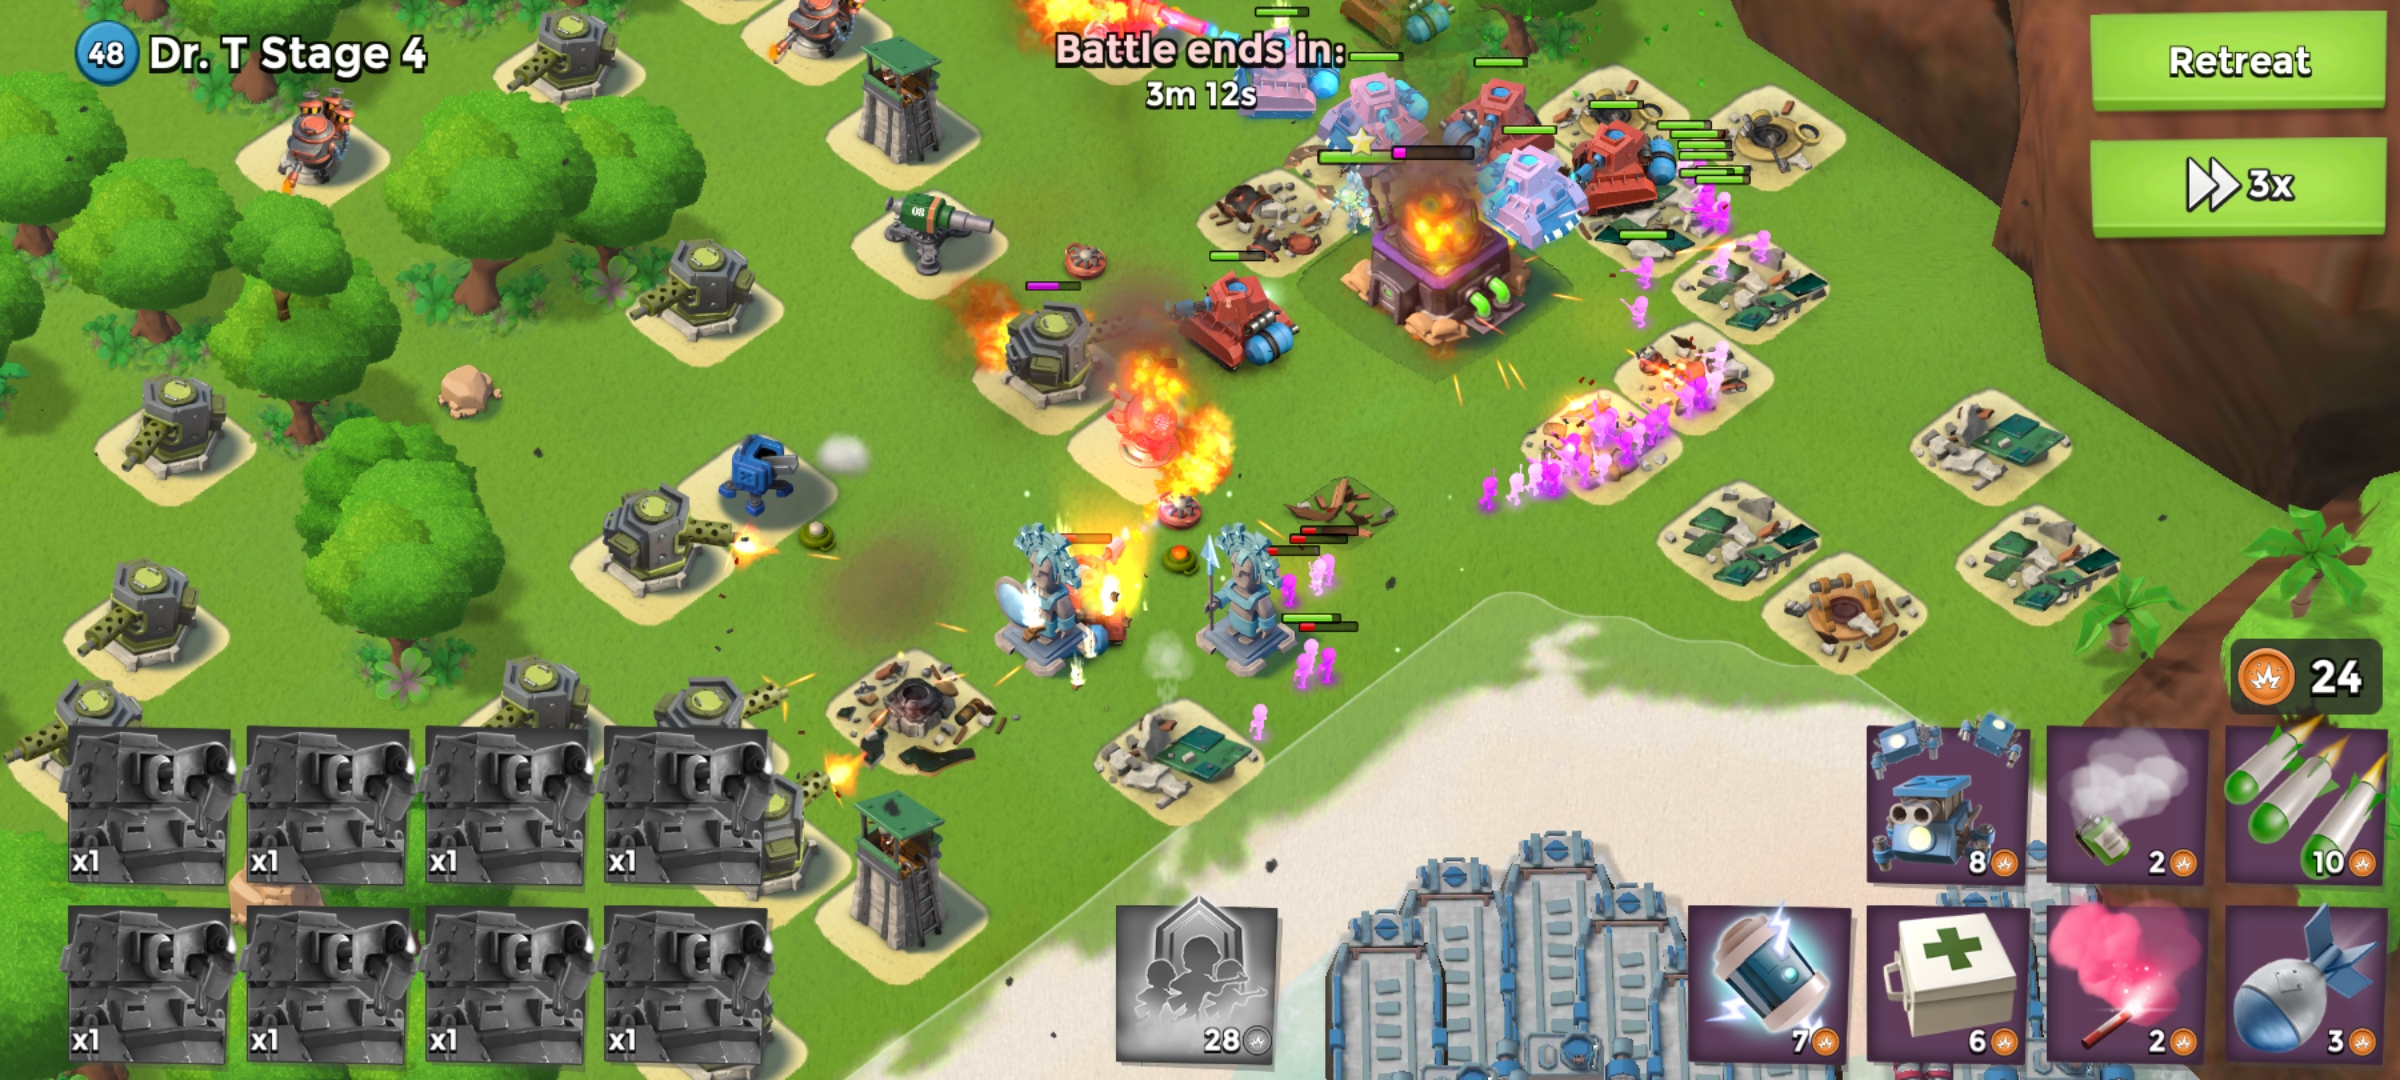 48 Dr. T Stage 4
Battle ends in:
3m 12s
Retreat
3x
08
24
x1 x1 x1 x1
8 2 10
x1 x1 x1 x1
28 7 6 2 3